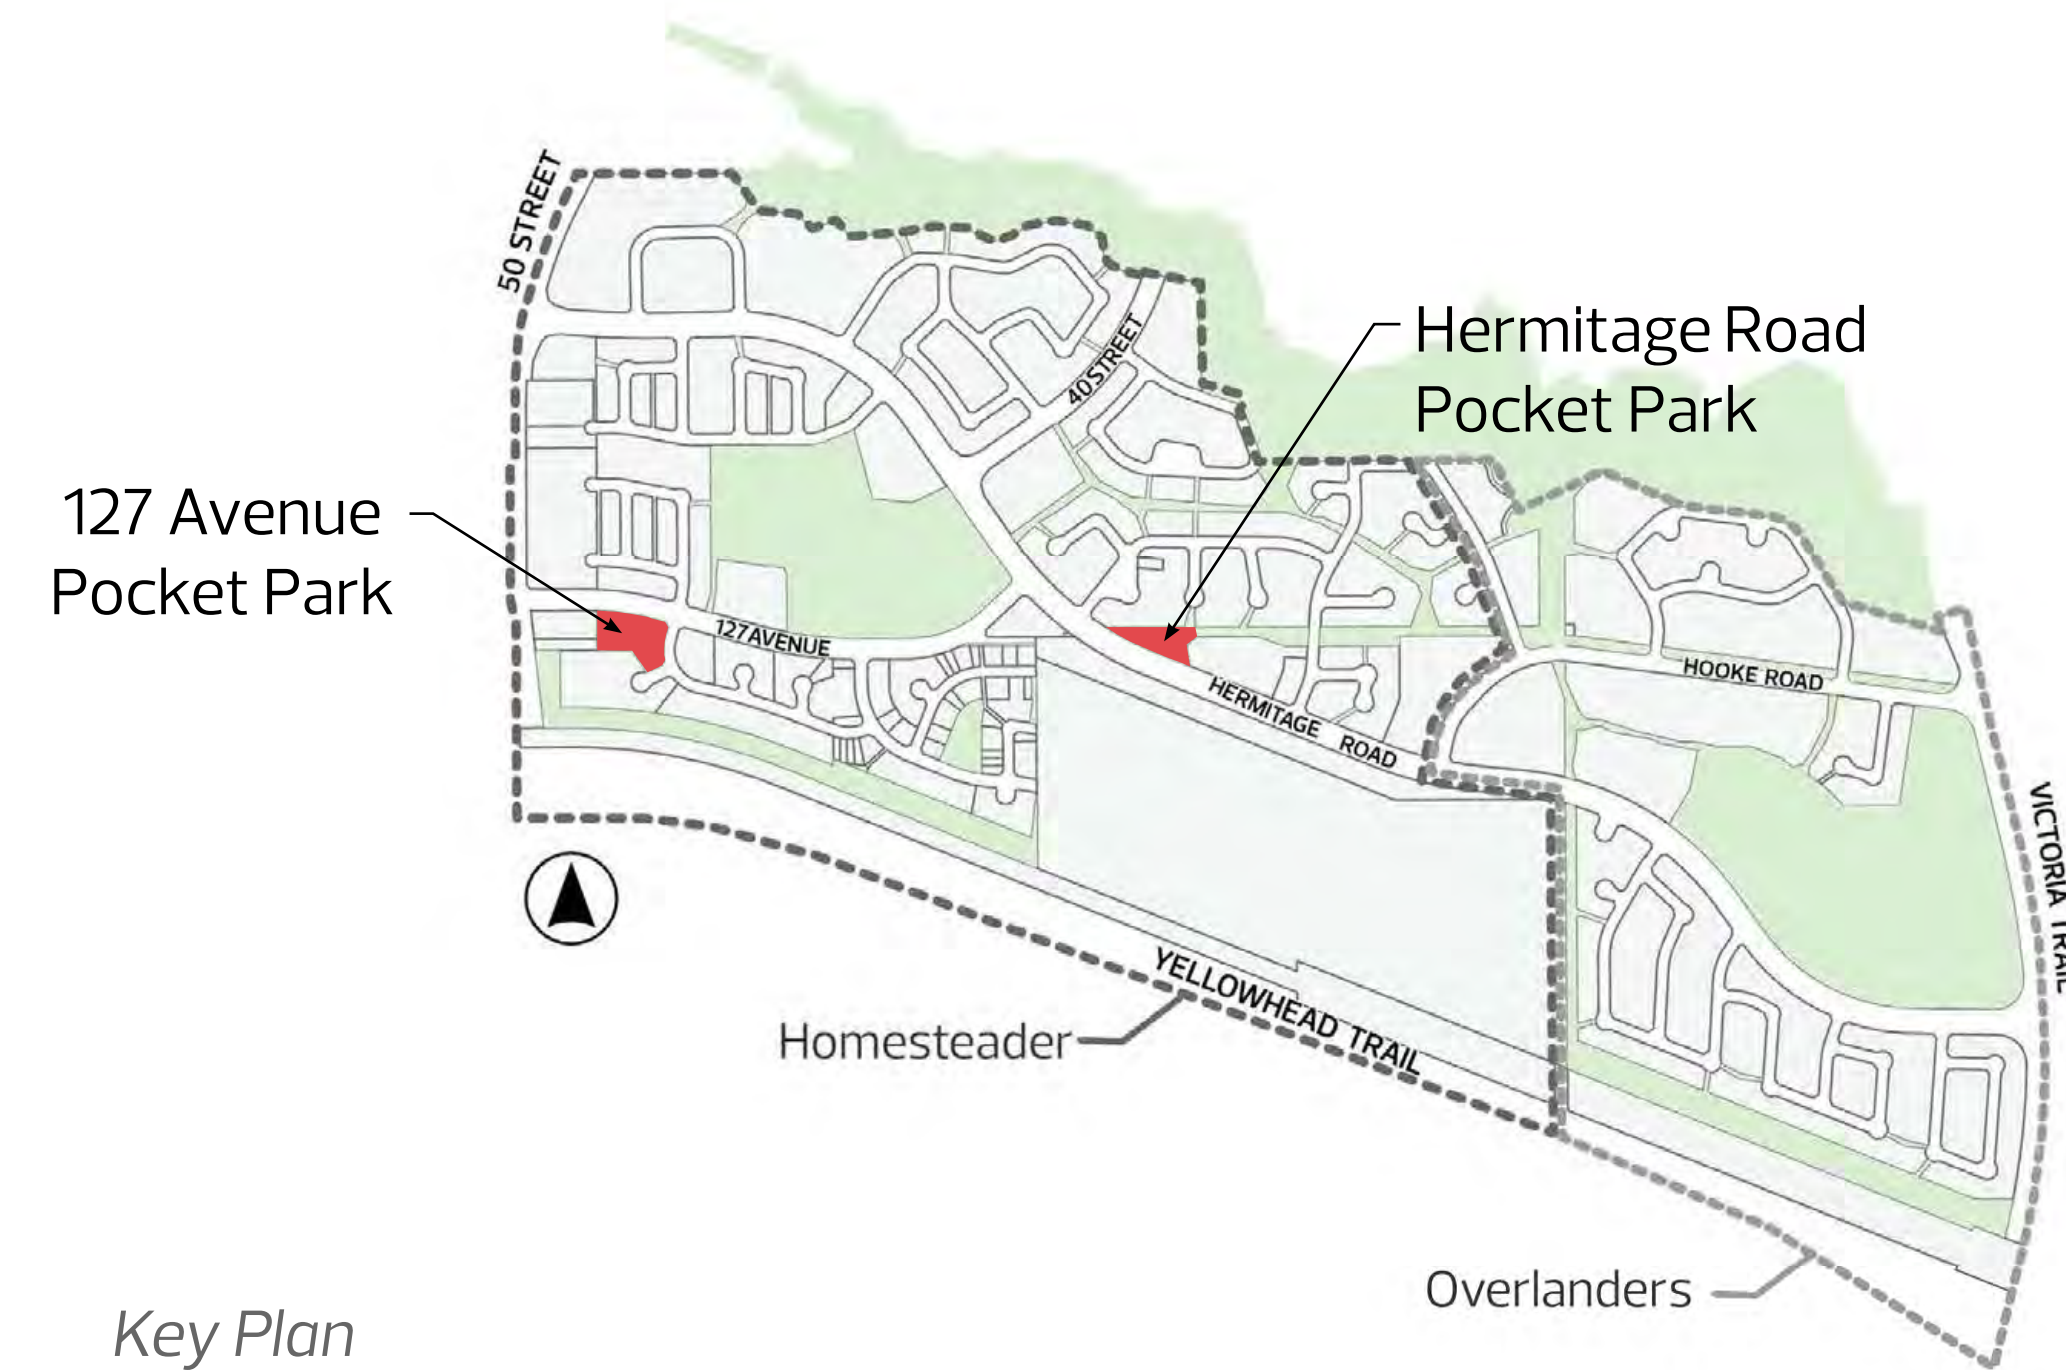 50 STREET
40 STREET
Hermitage Road
Pocket Park
127 Avenue
Pocket Park
127 AVENUE
HOOKE ROAD
HERMITAGE ROAD
VICTORIA TRAIL
YELLOWHEAD TRAIL
Homesteader
Overlanders
Key Plan